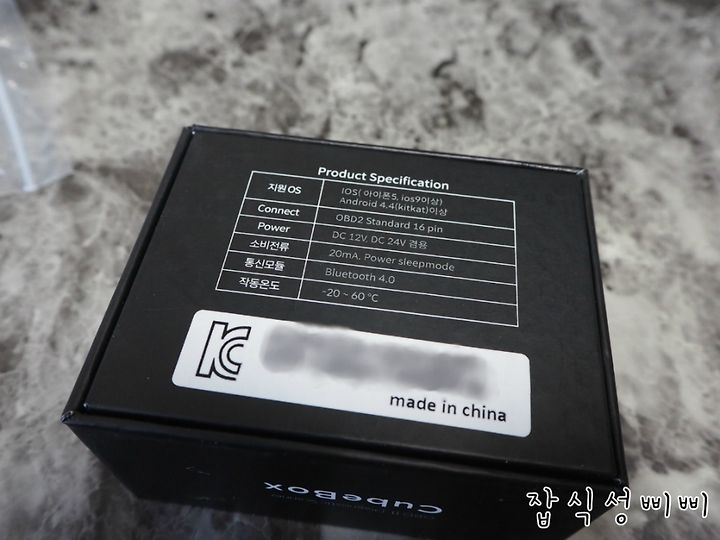 Product Specification
지원 OS IOS( 아이폰5, ios9이상)
Android 4.4(kitkat)이상
Connect OBD2 Standard 16 pin
Power DC 12V, DC 24V 겸용
소비전류 20mA, Power sleepmode
통신모듈 Bluetooth 4.0
작동온도 -20 ~ 60 °C
KC
made in china
CubeBox
잡식성삐삐